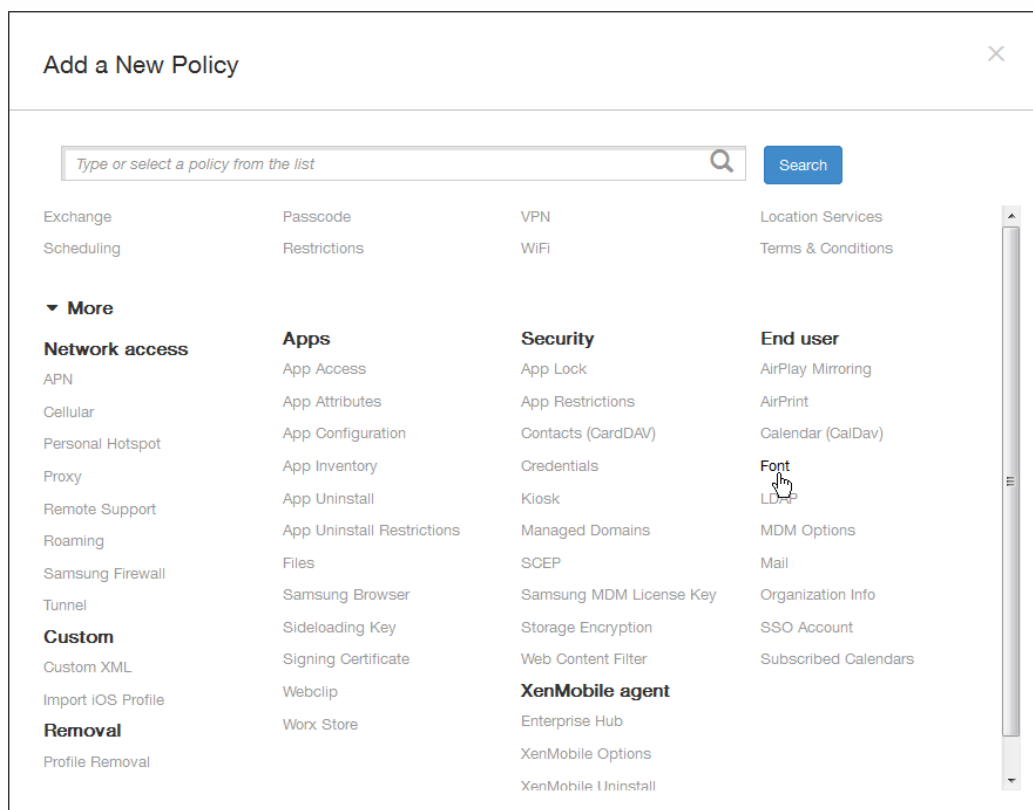 Add a New Policy
Type or select a policy from the list
Search
Exchange
Passcode
VPN
Location Services
Scheduling
Restrictions
WiFi
Terms & Conditions
More
Network access
APN
Cellular
Personal Hotspot
Proxy
Remote Support
Roaming
Samsung Firewall
Tunnel
Custom
Custom XML
Import iOS Profile
Removal
Profile Removal
Apps
App Access
App Attributes
App Configuration
App Inventory
App Uninstall
App Uninstall Restrictions
Files
Samsung Browser
Sideloading Key
Signing Certificate
Webclip
Worx Store
Security
App Lock
App Restrictions
Contacts (CardDAV)
Credentials
Kiosk
Managed Domains
SCEP
Samsung MDM License Key
Storage Encryption
Web Content Filter
XenMobile agent
Enterprise Hub
XenMobile Options
XenMobile Uninstall
End user
AirPlay Mirroring
AirPrint
Calendar (CalDav)
Font
LDAP
MDM Options
Mail
Organization Info
SSO Account
Subscribed Calendars